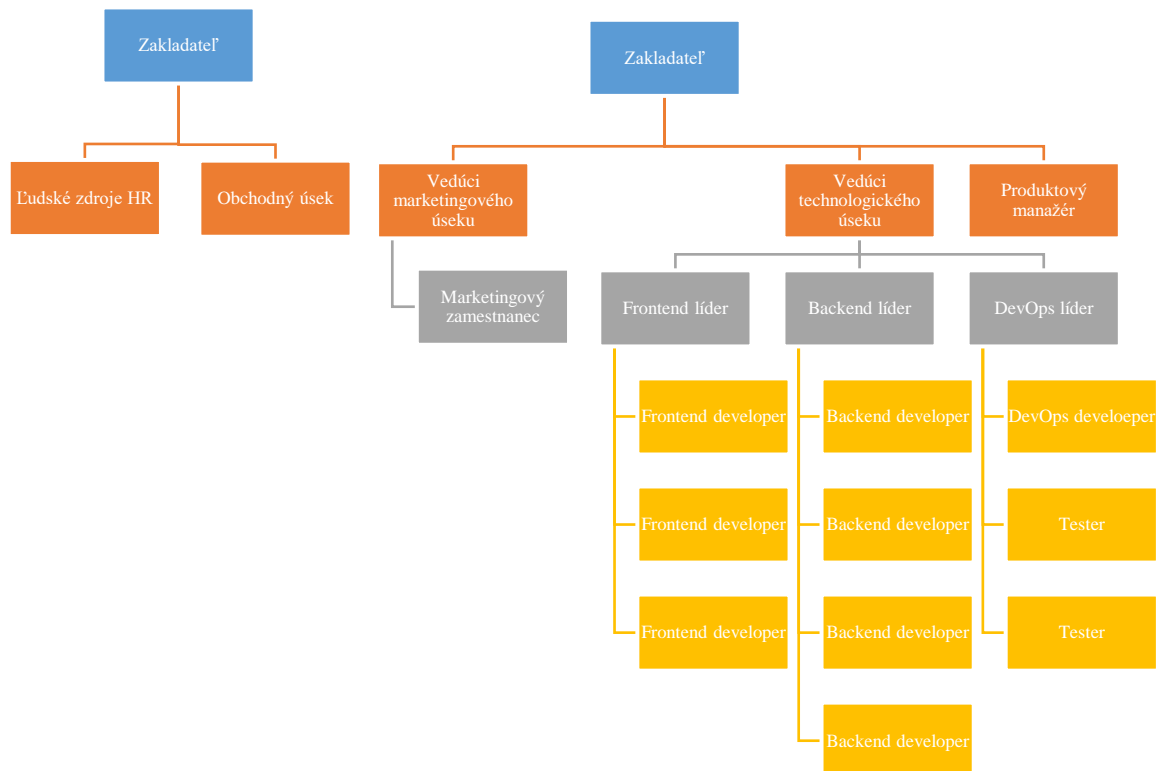 Zakladateľ
Zakladateľ
Ľudské zdroje HR
Obchodný úsek
Vedúci
marketingového
úseku
Vedúci
technologického
úseku
Produktový
manažér
Marketingový
zamestnanec
Frontend líder
Backend líder
DevOps líder
Frontend developer
Backend developer
DevOps develoeper
Frontend developer
Backend developer
Tester
Frontend developer
Backend developer
Tester
Backend developer